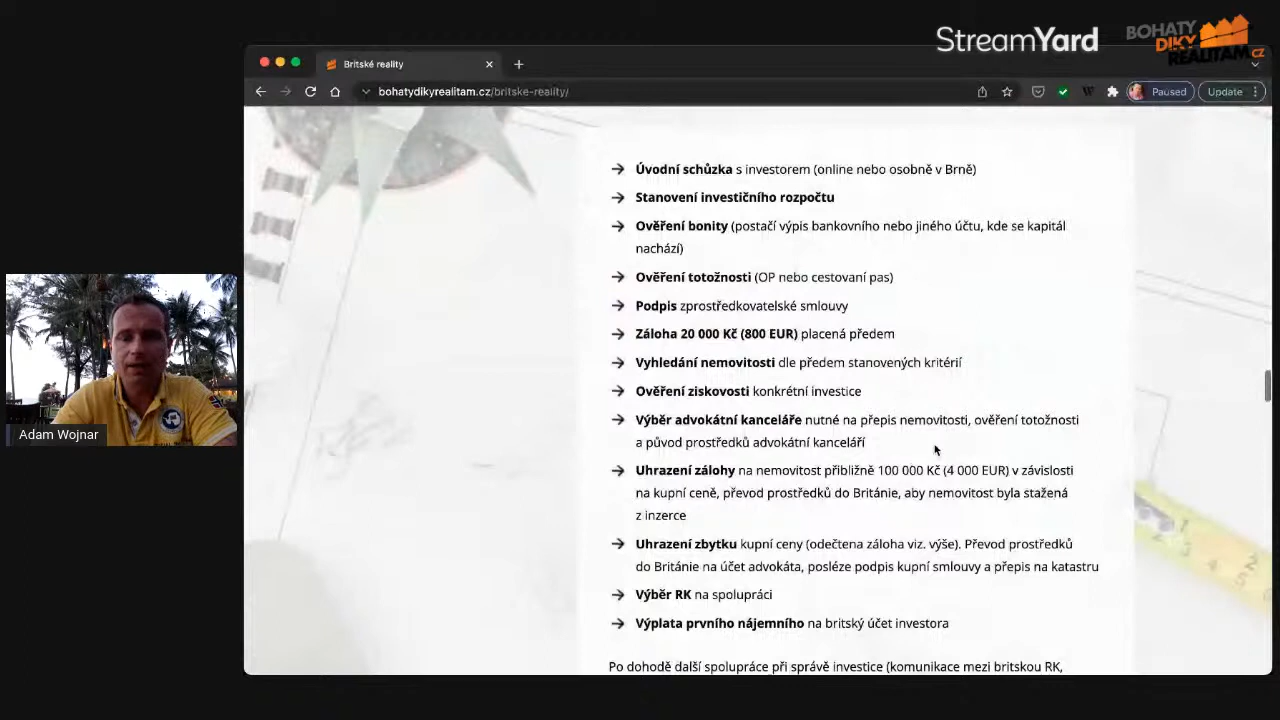 StreamYard
BOHATY
DIKY
REALITAM.CZ
Britské reality
bohatydikyrealitam.cz/britske-reality/
Paused
Update
→ Úvodní schůzka s investorem (online nebo osobně v Brně)
→ Stanovení investičního rozpočtu
→ Ověření bonity (postačí výpis bankovního nebo jiného účtu, kde se kapitál
nachází)
→ Ověření totožnosti (OP nebo cestovaní pas)
→ Podpis zprostředkovatelské smlouvy
→ Záloha 20 000 Kč (800 EUR) placená předem
→ Vyhledání nemovitosti dle předem stanovených kritérií
→ Ověření ziskovosti konkrétní investice
→ Výběr advokátní kanceláře nutné na přepis nemovitosti, ověření totožnosti
a původ prostředků advokátní kanceláří
→ Uhrazení zálohy na nemovitost přibližně 100 000 Kč (4 000 EUR) v závislosti
na kupní ceně, převod prostředků do Británie, aby nemovitost byla stažená
z inzerce
→ Uhrazení zbytku kupní ceny (odečtena záloha viz. výše). Převod prostředků
do Británie na účet advokáta, posléze podpis kupní smlouvy a přepis na katastru
→ Výběr RK na spolupráci
→ Výplata prvního nájemního na britský účet investora
Po dohodě další spolupráce při správě investice (komunikace mezi britskou RK,
Adam Wojnar